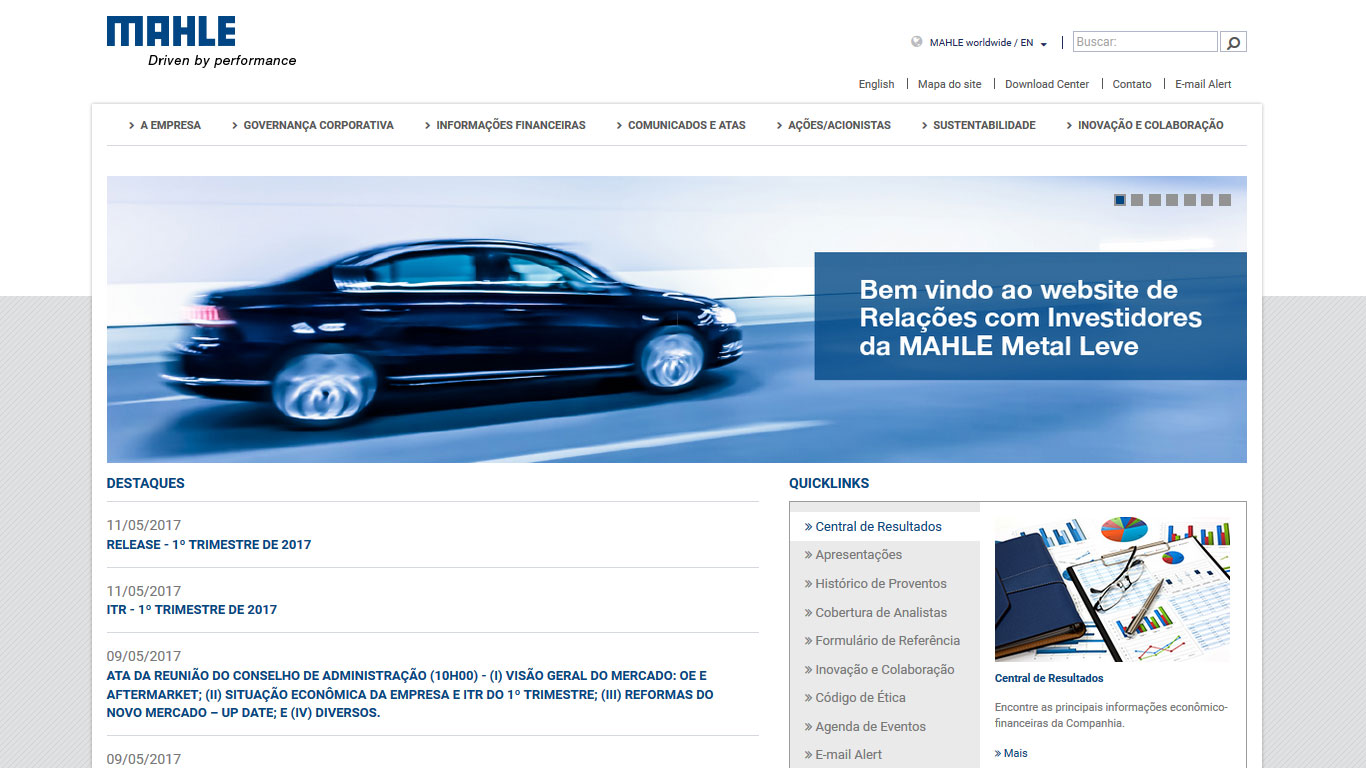 MAHLE
Driven by performance
MAHLE worldwide / EN
Buscar:
English
Mapa do site
Download Center
Contato
E-mail Alert
A EMPRESA
GOVERNANÇA CORPORATIVA
INFORMAÇÕES FINANCEIRAS
COMUNICADOS E ATAS
AÇÕES/ACIONISTAS
SUSTENTABILIDADE
INOVAÇÃO E COLABORAÇÃO
Bem vindo ao website de
Relações com Investidores
da MAHLE Metal Leve
DESTAQUES
11/05/2017
RELEASE - 1º TRIMESTRE DE 2017
11/05/2017
ITR - 1º TRIMESTRE DE 2017
09/05/2017
ATA DA REUNIÃO DO CONSELHO DE ADMINISTRAÇÃO (10H00) - (I) VISÃO GERAL DO MERCADO: OE E
AFTERMARKET; (II) SITUAÇÃO ECONÔMICA DA EMPRESA E ITR DO 1º TRIMESTRE; (III) REFORMAS DO
NOVO MERCADO – UP DATE; E (IV) DIVERSOS.
09/05/2017
QUICKLINKS
Central de Resultados
Apresentações
Histórico de Proventos
Cobertura de Analistas
Formulário de Referência
Inovação e Colaboração
Código de Ética
Agenda de Eventos
E-mail Alert
Central de Resultados
Encontre as principais informações econômico-
financeiras da Companhia.
Mais